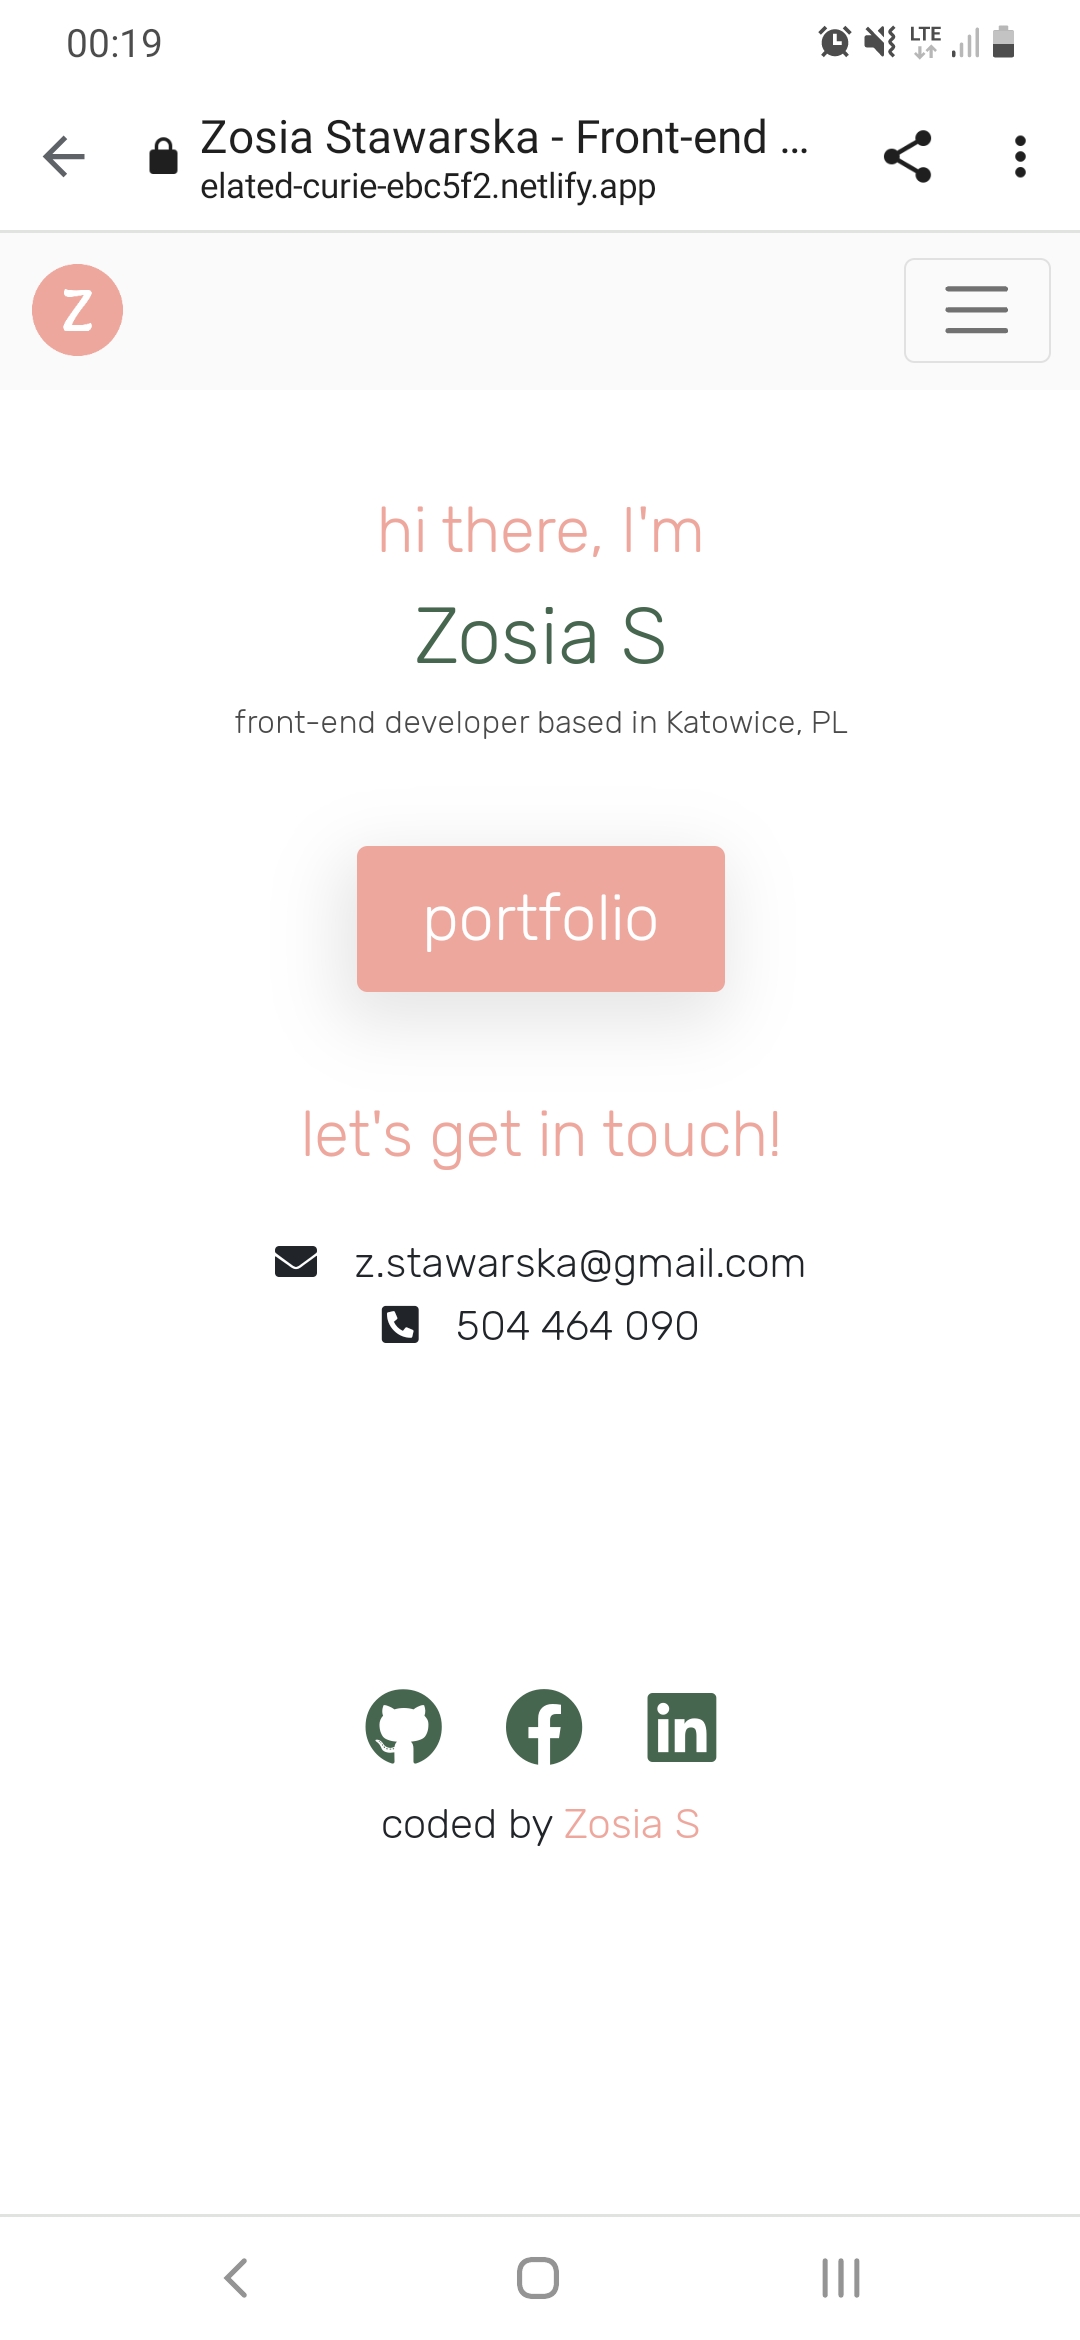 00:19
LTE
Zosia Stawarska - Front-end ...
elated-curie-ebc5f2.netlify.app
Z
hi there, I'm
Zosia S
front-end developer based in Katowice, PL
portfolio
let's get in touch!
z.stawarska@gmail.com
504 464 090
in
coded by Zosia S